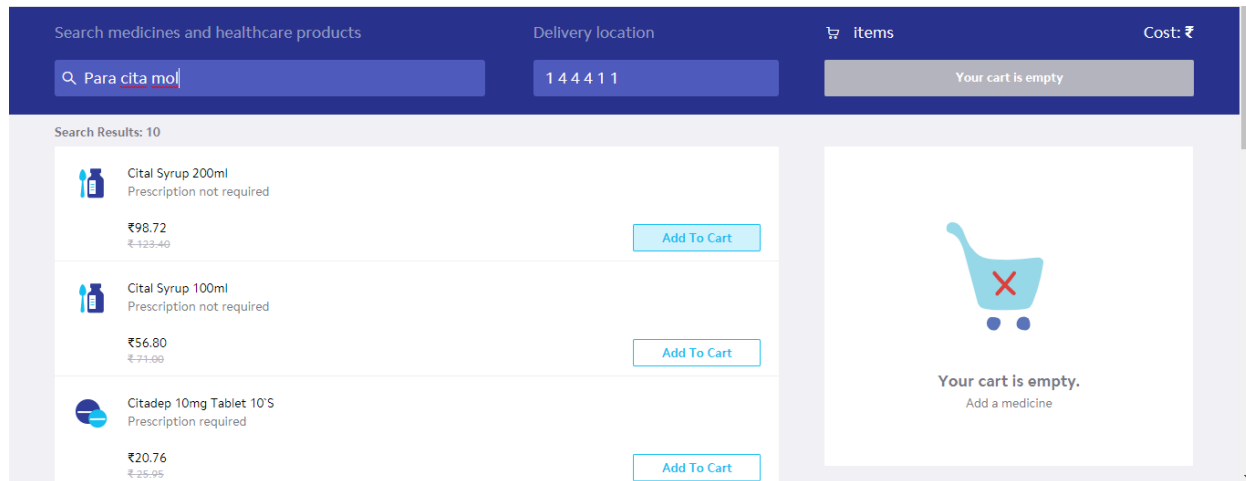 Search medicines and healthcare products
Delivery location
items
Cost: ₹
Para cita mol
144411
Your cart is empty
Search Results: 10
Cital Syrup 200ml
Prescription not required
₹98.72
₹ 123.40
Add To Cart
Cital Syrup 100ml
Prescription not required
₹56.80
₹ 71.00
Add To Cart
Citadep 10mg Tablet 10`S
Prescription required
₹20.76
₹ 25.95
Add To Cart
Your cart is empty.
Add a medicine